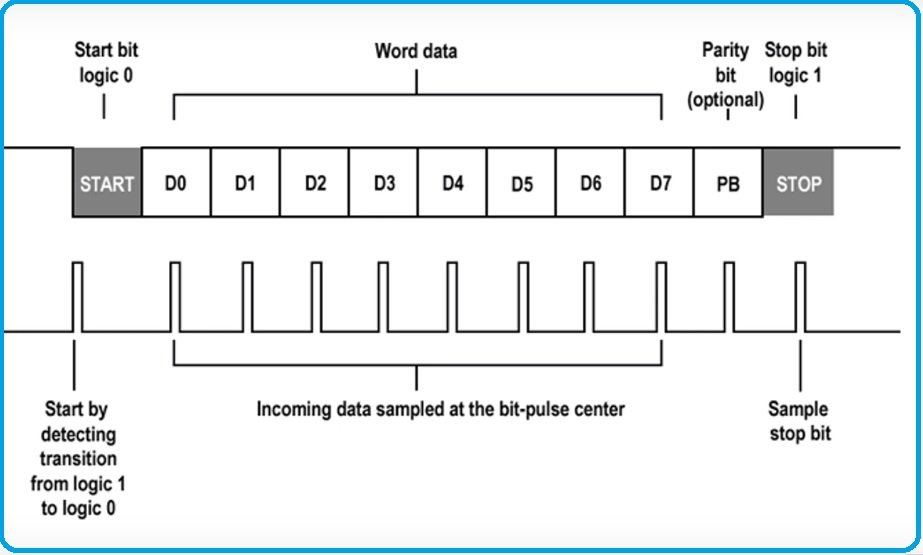 Start bit
logic 0
Word data
Parity
bit
(optional)
Stop bit
logic 1
START D0 D1 D2 D3 D4 D5 D6 D7 PB STOP
Start by
detecting
transition
from logic 1
to logic 0
Incoming data sampled at the bit-pulse center
Sample
stop bit